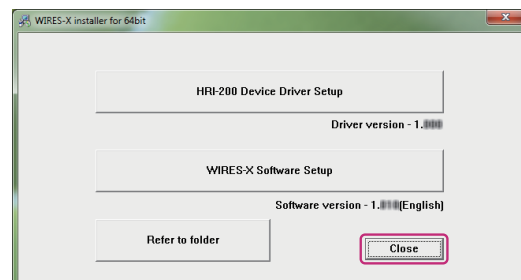 WIRES-X installer for 64bit
HRI-200 Device Driver Setup
Driver version - 1.
WIRES-X Software Setup
Software version - 1. (English)
Refer to folder
Close